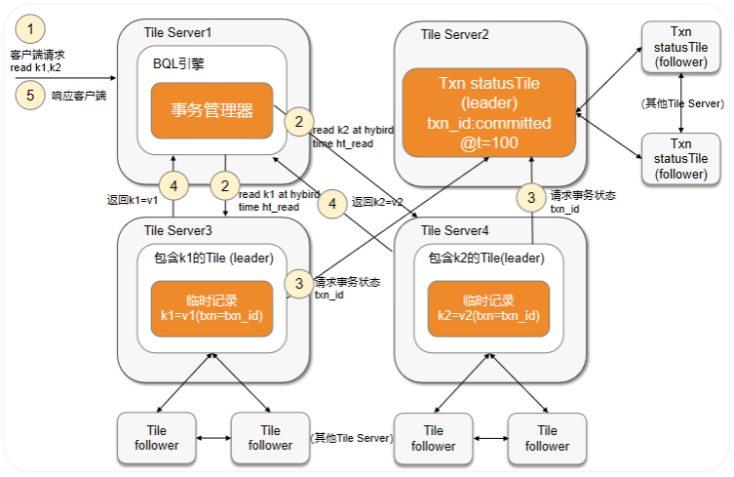 1
客户端请求
read k1,k2
5
响应客户端
Tile Server1
BQL引擎
事务管理器
2
read k2 at hybird
time ht_read
4
返回k1=v1
2
read k1 at hybird
time ht_read
4
返回k2=v2
Tile Server2
Txn statusTile
(leader)
txn_id:committed
@t=100
Txn
statusTile
(follower)
(其他Tile Server)
Txn
statusTile
(follower)
3
请求事务状态
txn_id
Tile Server3
包含k1的Tile (leader)
临时记录
k1=v1(txn=txn_id)
3
请求事务状态
txn_id
Tile Server4
包含k2的Tile(leader)
临时记录
k2=v2(txn=txn_id)
Tile
follower
Tile
follower
(其他Tile Server)
Tile
follower
Tile
follower